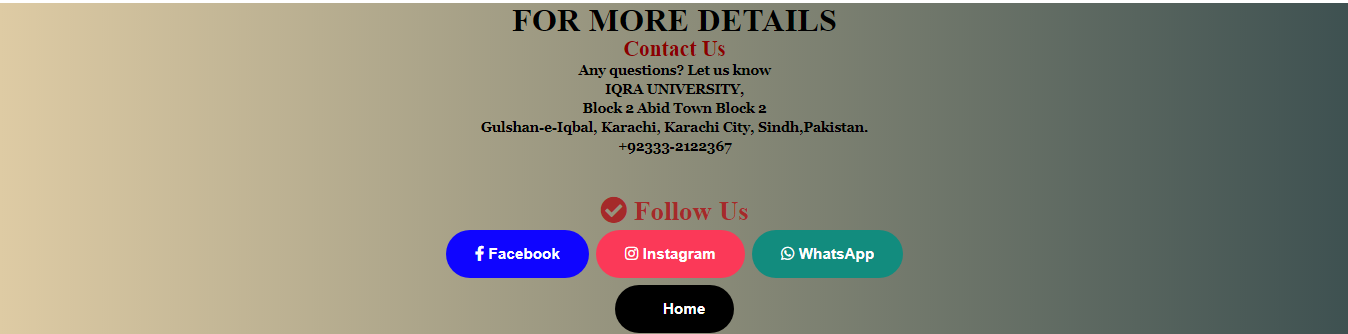 FOR MORE DETAILS
Contact Us
Any questions? Let us know
IQRA UNIVERSITY,
Block 2 Abid Town Block 2
Gulshan-e-Iqbal, Karachi, Karachi City, Sindh,Pakistan.
+92333-2122367
Follow Us
Facebook Instagram WhatsApp
Home